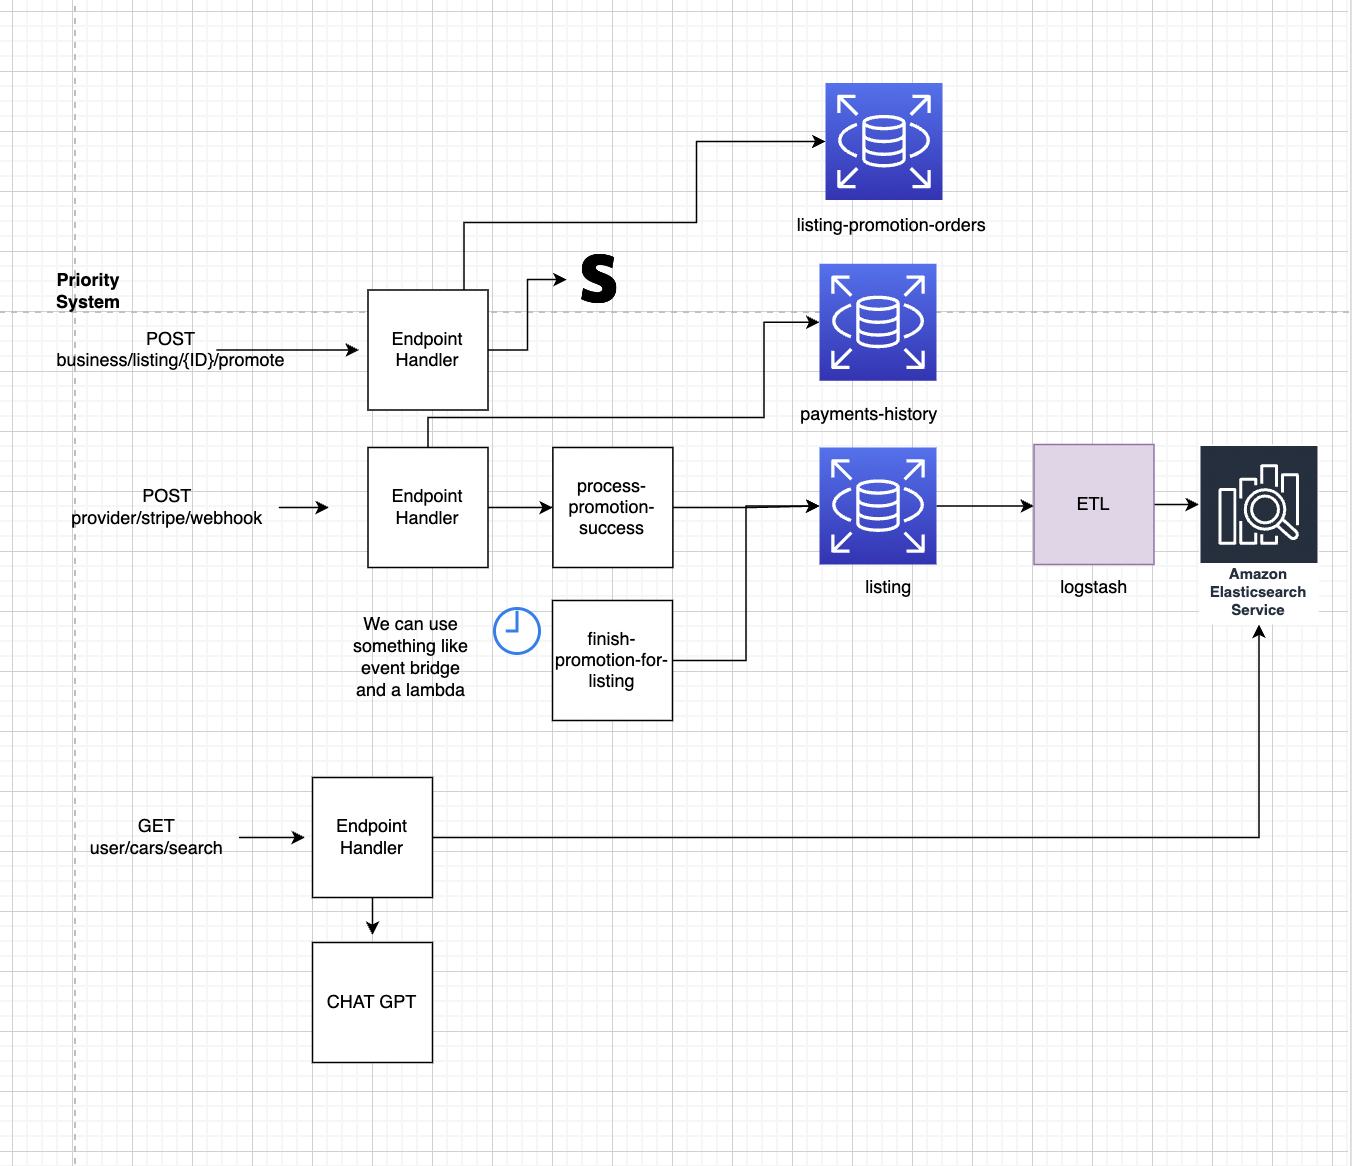 listing-promotion-orders
Priority
System
POST
business/listing/{ID}/promote
Endpoint
Handler
S
payments-history
POST
provider/stripe/webhook
Endpoint
Handler
process-
promotion-
success
listing
ETL
logstash
Amazon
Elasticsearch
Service
We can use
something like
event bridge
and a lambda
finish-
promotion-for-
listing
GET
user/cars/search
Endpoint
Handler
CHAT GPT